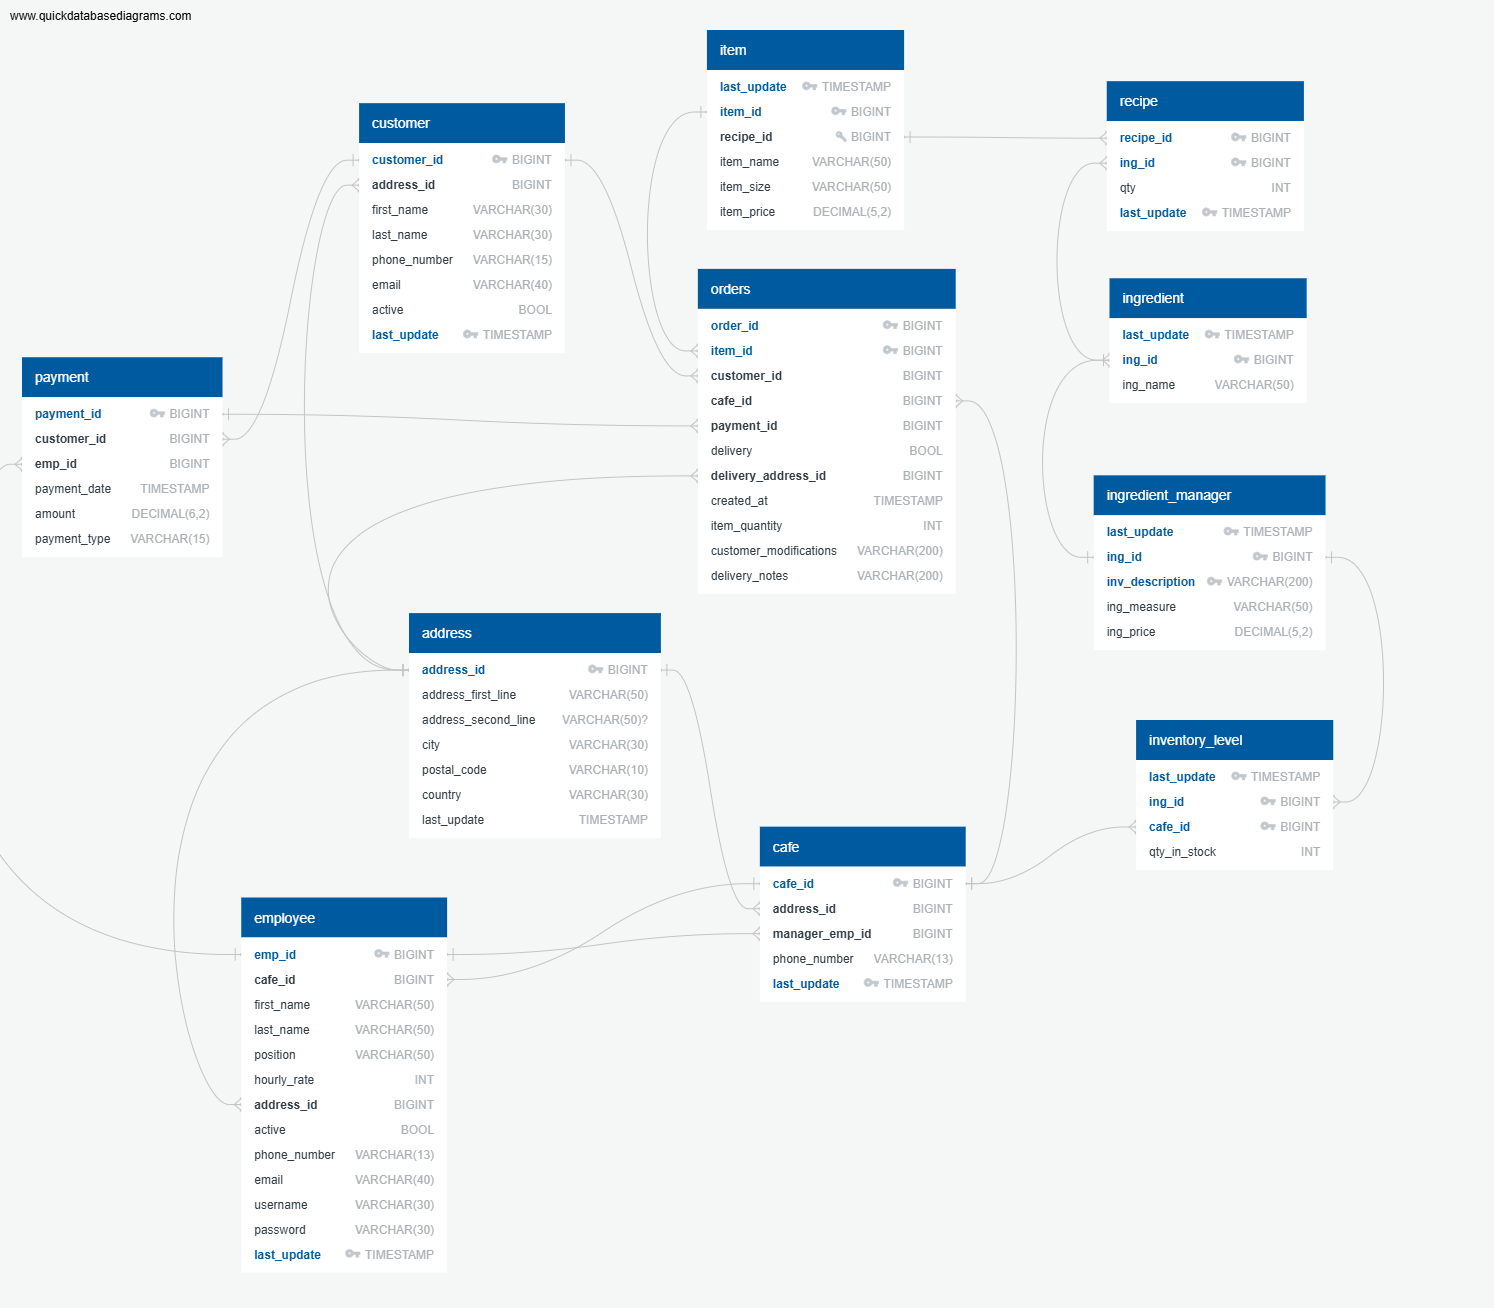 www.quickdatabasediagrams.com
item
last_update TIMESTAMP
item_id BIGINT
recipe_id BIGINT
item_name VARCHAR(50)
item_size VARCHAR(50)
item_price DECIMAL(5,2)
recipe
recipe_id BIGINT
ing_id BIGINT
qty INT
last_update TIMESTAMP
customer
customer_id BIGINT
address_id BIGINT
first_name VARCHAR(30)
last_name VARCHAR(30)
phone_number VARCHAR(15)
email VARCHAR(40)
active BOOL
last_update TIMESTAMP
orders
order_id BIGINT
item_id BIGINT
customer_id BIGINT
cafe_id BIGINT
payment_id BIGINT
delivery BOOL
delivery_address_id BIGINT
created_at TIMESTAMP
item_quantity INT
customer_modifications VARCHAR(200)
delivery_notes VARCHAR(200)
ingredient
last_update TIMESTAMP
ing_id BIGINT
ing_name VARCHAR(50)
payment
payment_id BIGINT
customer_id BIGINT
emp_id BIGINT
payment_date TIMESTAMP
amount DECIMAL(6,2)
payment_type VARCHAR(15)
ingredient_manager
last_update TIMESTAMP
ing_id BIGINT
inv_description VARCHAR(200)
ing_measure VARCHAR(50)
ing_price DECIMAL(5,2)
address
address_id BIGINT
address_first_line VARCHAR(50)
address_second_line VARCHAR(50)?
city VARCHAR(30)
postal_code VARCHAR(10)
country VARCHAR(30)
last_update TIMESTAMP
inventory_level
last_update TIMESTAMP
ing_id BIGINT
cafe_id BIGINT
qty_in_stock INT
cafe
cafe_id BIGINT
address_id BIGINT
manager_emp_id BIGINT
phone_number VARCHAR(13)
last_update TIMESTAMP
employee
emp_id BIGINT
cafe_id BIGINT
first_name VARCHAR(50)
last_name VARCHAR(50)
position VARCHAR(50)
hourly_rate INT
address_id BIGINT
active BOOL
phone_number VARCHAR(13)
email VARCHAR(40)
username VARCHAR(30)
password VARCHAR(30)
last_update TIMESTAMP